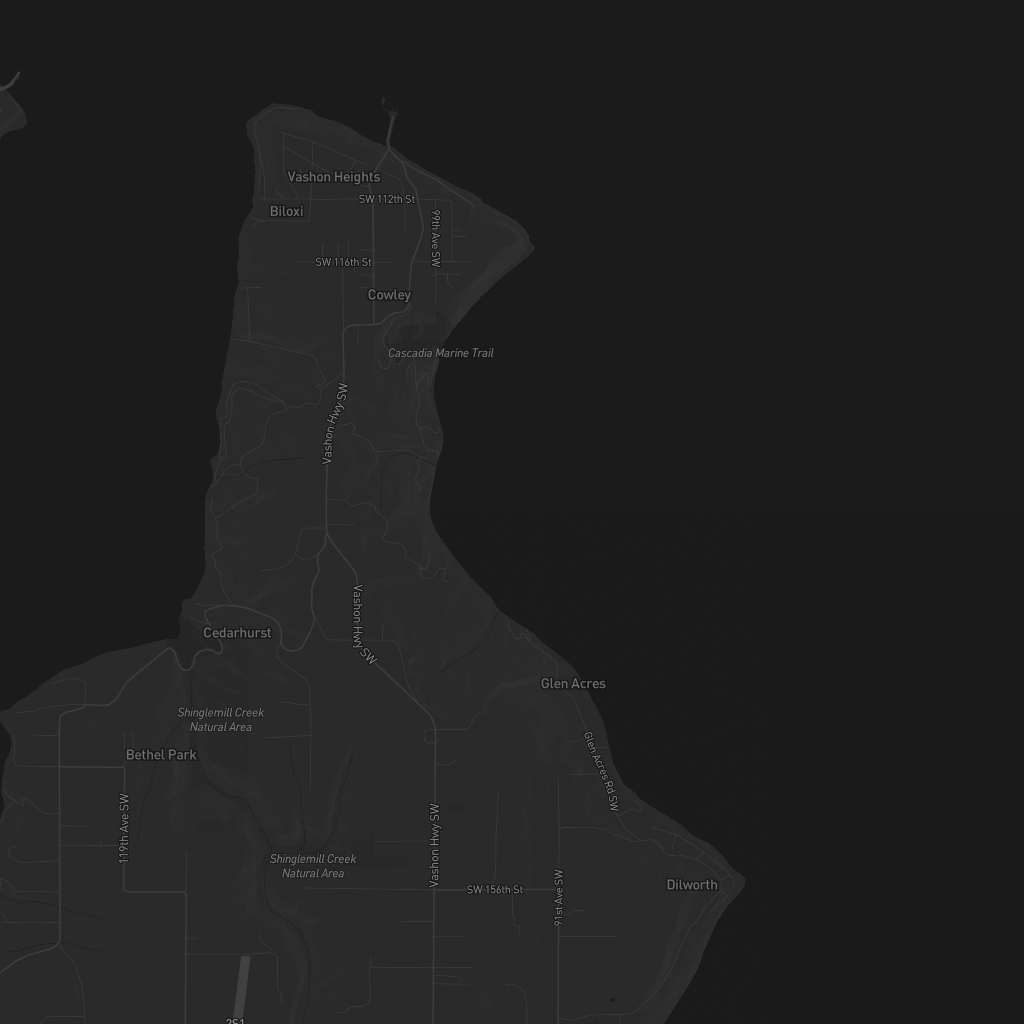 Vashon Heights
SW 112th St
Biloxi
99th Ave SW
SW 116th St
Cowley
Cascadia Marine Trail
Vashon Hwy SW
Vashon Hwy SW
Cedarhurst
Glen Acres
Shinglemill Creek
Natural Area
Bethel Park
Glen Acres Rd SW
119th Ave SW
Vashon Hwy SW
Shinglemill Creek
Natural Area
SW 156th St
91st Ave SW
Dilworth
251